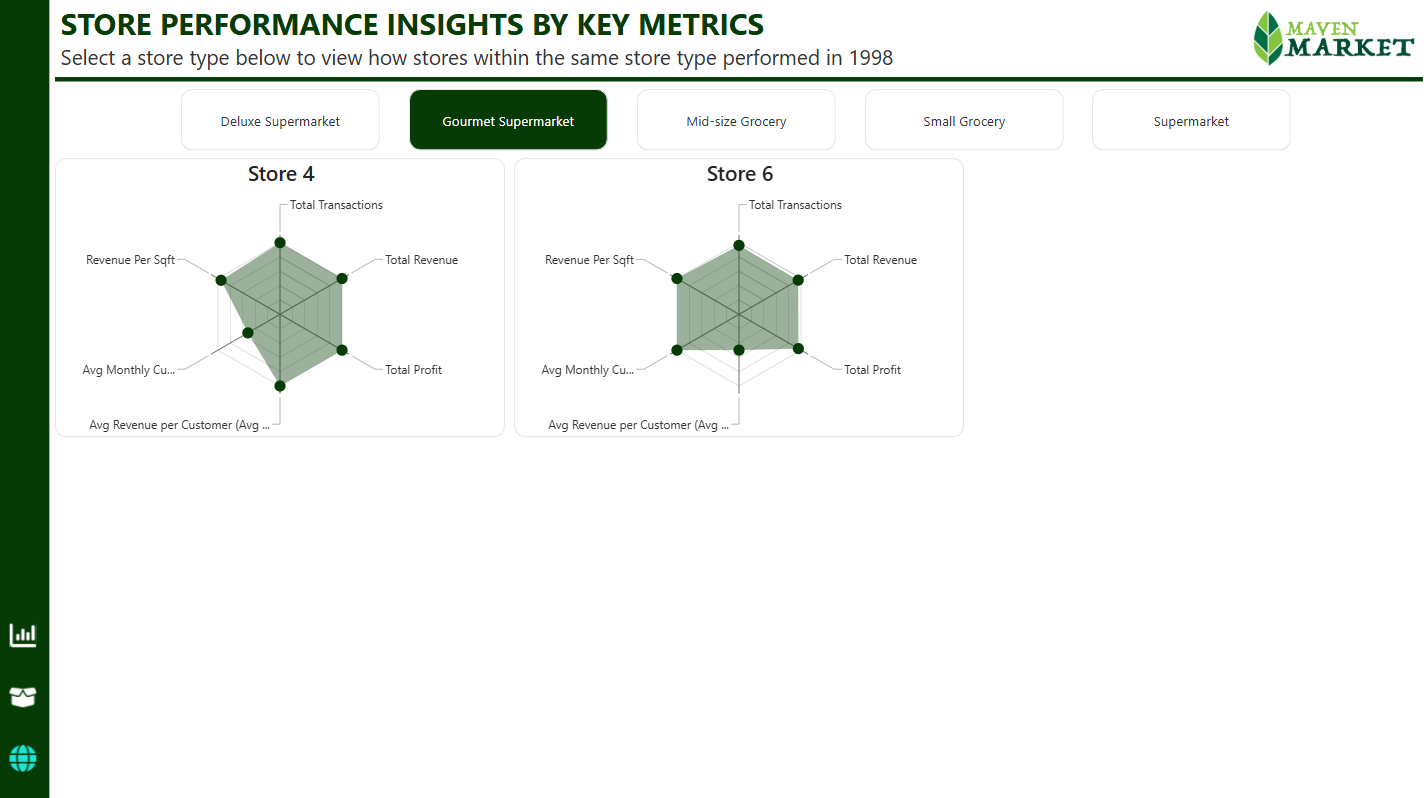 STORE PERFORMANCE INSIGHTS BY KEY METRICS
Select a store type below to view how stores within the same store type performed in 1998
MAVEN
MARKET
Deluxe Supermarket
Gourmet Supermarket
Mid-size Grocery
Small Grocery
Supermarket
Store 4
Total Transactions
Revenue Per Sqft
Total Revenue
Avg Monthly Cu...
Total Profit
Avg Revenue per Customer (Avg ...
Store 6
Total Transactions
Revenue Per Sqft
Total Revenue
Avg Monthly Cu...
Total Profit
Avg Revenue per Customer (Avg ...